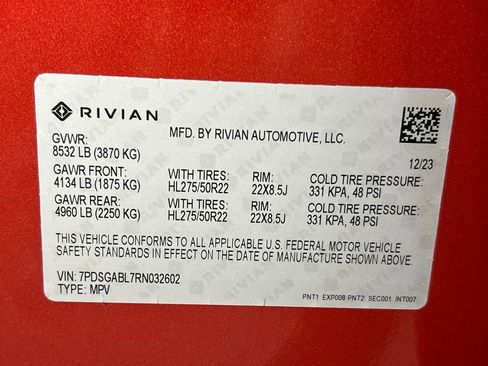 RIVIAN
MFD. BY RIVIAN AUTOMOTIVE, LLC.
GVWR:
8532 LB (3870 KG)
12/23
GAWR FRONT: WITH TIRES: RIM: COLD TIRE PRESSURE:
4134 LB (1875 KG) HL275/50R22 22X8.5J 331 KPA, 48 PSI
GAWR REAR: WITH TIRES: RIM: COLD TIRE PRESSURE:
4960 LB (2250 KG) HL275/50R22 22X8.5J 331 KPA, 48 PSI
THIS VEHICLE CONFORMS TO ALL APPLICABLE U.S. FEDERAL MOTOR VEHICLE
SAFETY STANDARDS IN EFFECT ON THE DATE OF MANUFACTURE SHOWN ABOVE.
VIN: 7PDSGABL7RN032602
TYPE: MPV
PNT1: EXP008 PNT2: SEC001 INT007